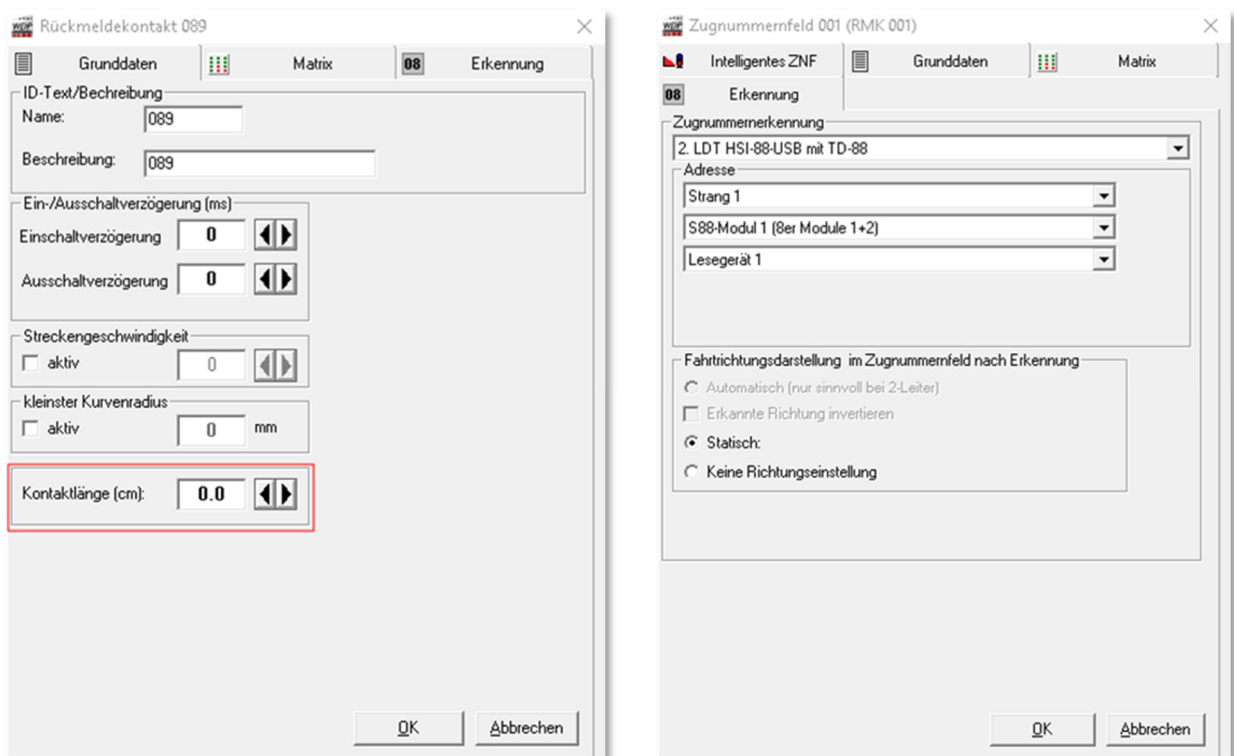 Rückmeldekontakt 089
Grunddaten
Matrix
08
Erkennung
ID-Text/Bechreibung
Name:
089
Beschreibung:
089
Ein-/Ausschaltverzögerung (ms)
Einschaltverzögerung
0
Ausschaltverzögerung
0
Streckengeschwindigkeit
aktiv
0
kleinster Kurvenradius
aktiv
0
mm
Kontaktlänge (cm):
0.0
OK
Abbrechen
Zugnummernfeld 001 (RMK 001)
Intelligentes ZNF
Grunddaten
Matrix
08
Erkennung
Zugnummernerkennung
2. LDT HSI-88-USB mit TD-88
Adresse
Strang 1
S88-Modul 1 (8er Module 1+2)
Lesegerät 1
Fahrtrichtungsdarstellung im Zugnummernfeld nach Erkennung
Automatisch (nur sinnvoll bei 2-Leiter)
Erkannte Richtung invertieren
Statisch:
Keine Richtungseinstellung
OK
Abbrechen